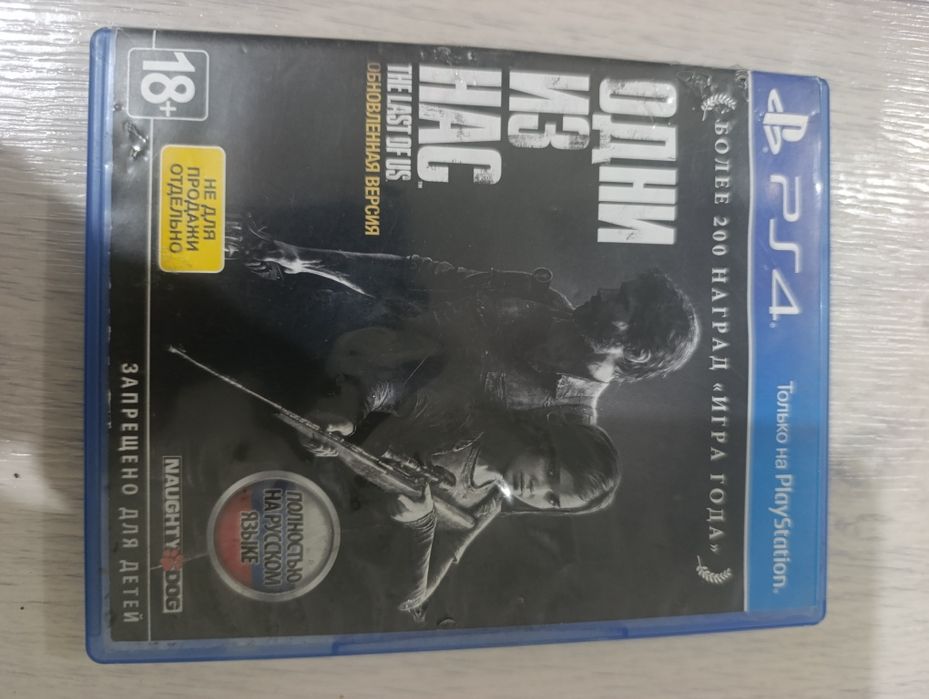 PS4
Только на PlayStation®
БОЛЕЕ 200 НАГРАД «ИГРА ГОДА»
ОДНИ
ИЗ
НАС™
THE LAST OF US
ОБНОВЛЕННАЯ ВЕРСИЯ
НЕ ДЛЯ
ПРОДАЖИ
ОТДЕЛЬНО
ПОЛНОСТЬЮ
НА РУССКОМ
ЯЗЫКЕ
NAUGHTY DOG
18+
ЗАПРЕЩЕНО ДЛЯ ДЕТЕЙ